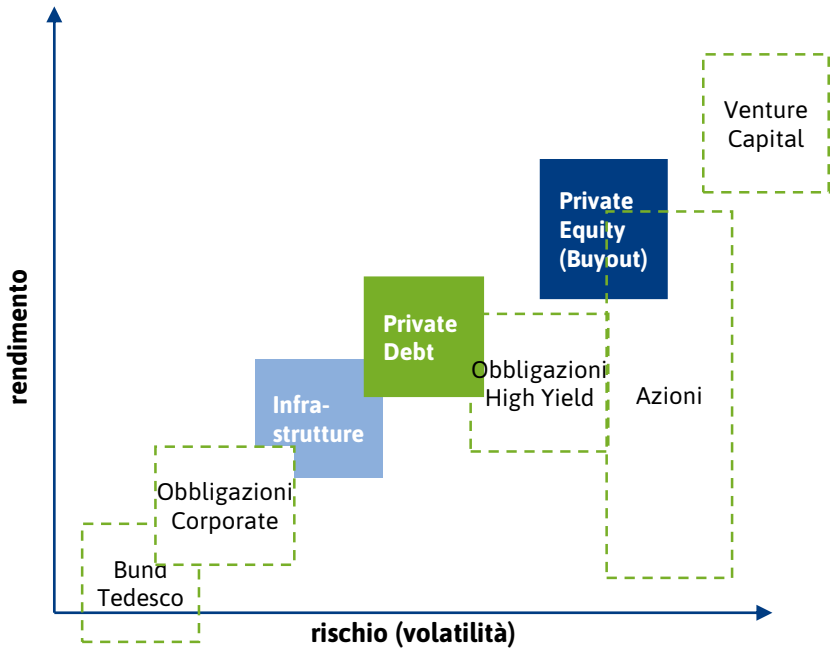 Venture
Capital
Private
Equity
(Buyout)
Private
Debt
Obbligazioni
High Yield
Azioni
Infra-
strutture
Obbligazioni
Corporate
Bund
Tedesco
rendimento
rischio (volatilità)